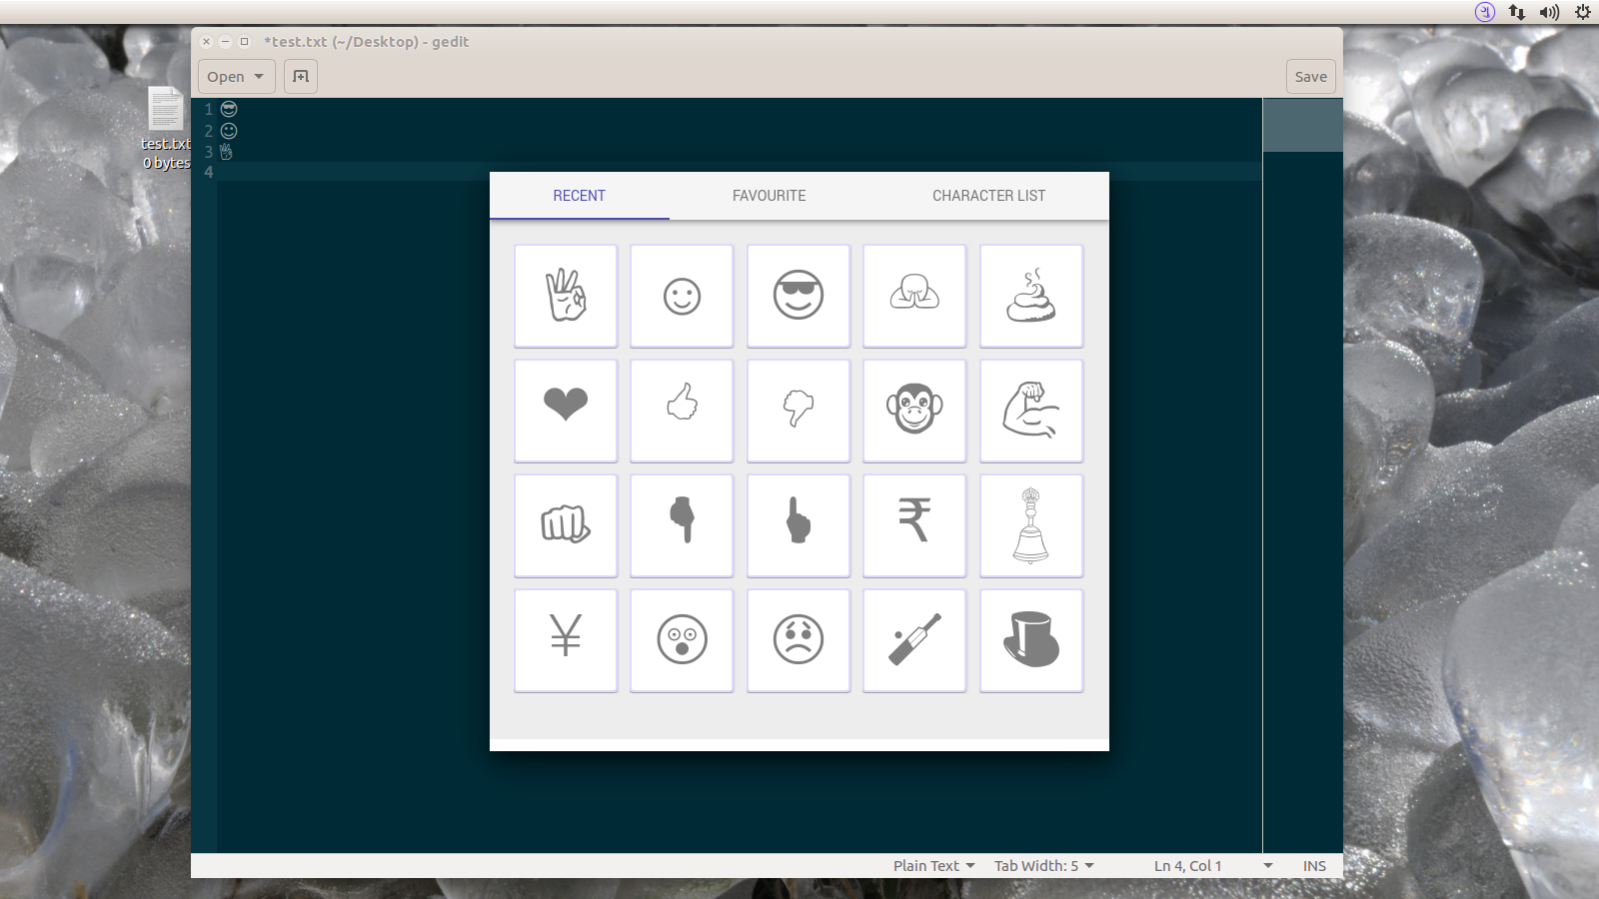 *test.txt (~/Desktop) - gedit
Open
Save
test.txt
0 bytes
1 😎
2 ☺
3 👌
4
RECENT FAVOURITE CHARACTER LIST
👌 ☺ 😎 🙇 💩
❤ 👍 👎 🐵 💪
👊 👇 👆 ₹
¥ 😲 😟 🏏 🎩
Plain Text Tab Width: 5 Ln 4, Col 1 INS